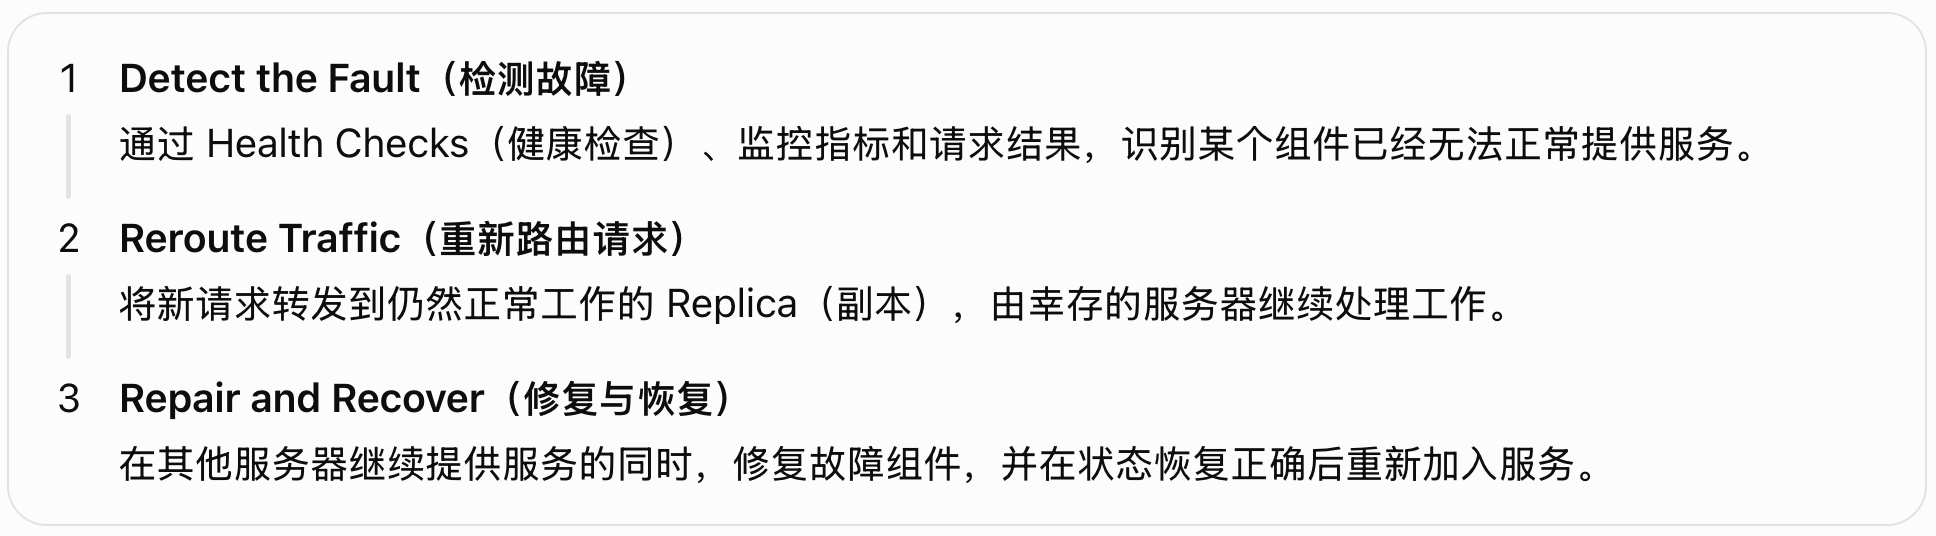 1 Detect the Fault（检测故障）
通过 Health Checks（健康检查）、监控指标和请求结果，识别某个组件已经无法正常提供服务。
2 Reroute Traffic（重新路由请求）
将新请求转发到仍然正常工作的 Replica（副本），由幸存的服务器继续处理工作。
3 Repair and Recover（修复与恢复）
在其他服务器继续提供服务的同时，修复故障组件，并在状态恢复正确后重新加入服务。